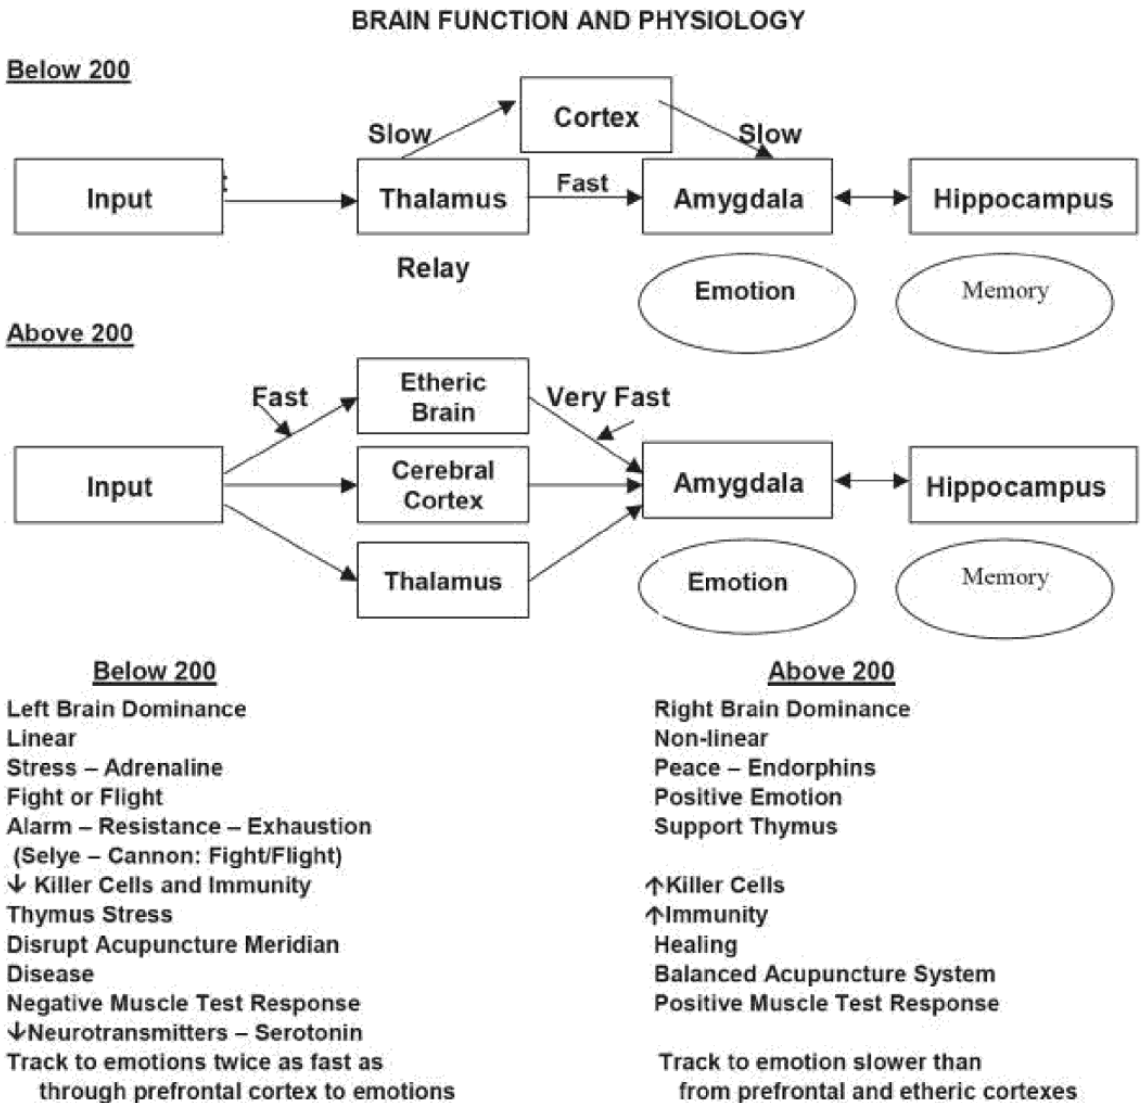 BRAIN FUNCTION AND PHYSIOLOGY
Below 200
Cortex
Slow
Slow
Input
Thalamus
Fast
Amygdala
Hippocampus
Relay
Emotion
Memory
Above 200
Etheric
Brain
Fast
Very Fast
Input
Cerebral
Cortex
Amygdala
Hippocampus
Thalamus
Emotion
Memory
Below 200
Left Brain Dominance
Linear
Stress – Adrenaline
Fight or Flight
Alarm – Resistance – Exhaustion
(Selye – Cannon: Fight/Flight)
↓ Killer Cells and Immunity
Thymus Stress
Disrupt Acupuncture Meridian
Disease
Negative Muscle Test Response
↓Neurotransmitters – Serotonin
Track to emotions twice as fast as
through prefrontal cortex to emotions
Above 200
Right Brain Dominance
Non-linear
Peace – Endorphins
Positive Emotion
Support Thymus
↑Killer Cells
↑Immunity
Healing
Balanced Acupuncture System
Positive Muscle Test Response
Track to emotion slower than
from prefrontal and etheric cortexes